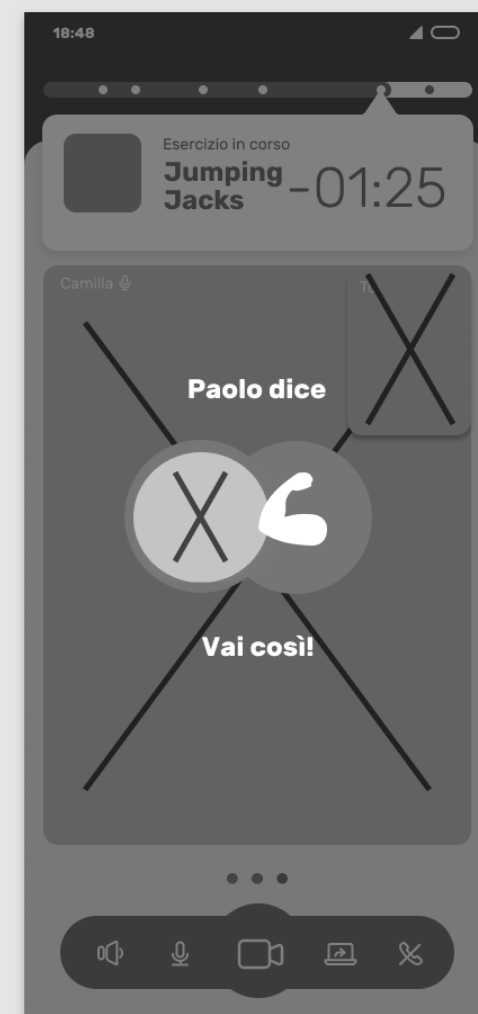 18:48
Esercizio in corso
Jumping
Jacks
-01:25
Camilla
Paolo dice
Vai così!